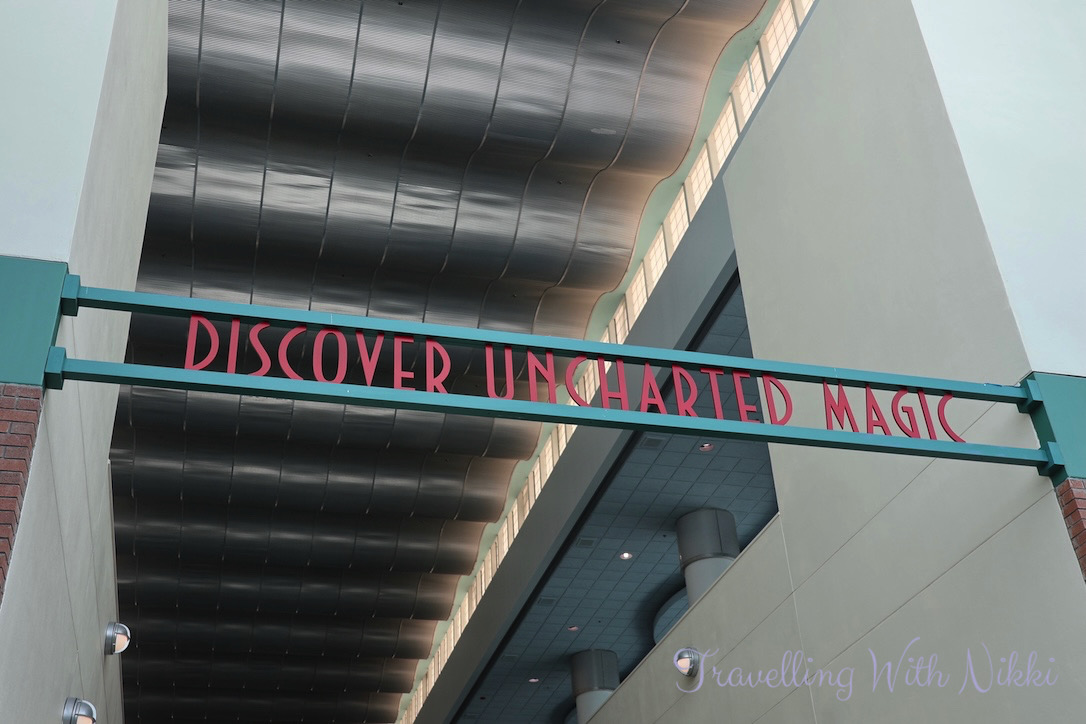 DISCOVER UNCHARTED MAGIC
Travelling With Nikki